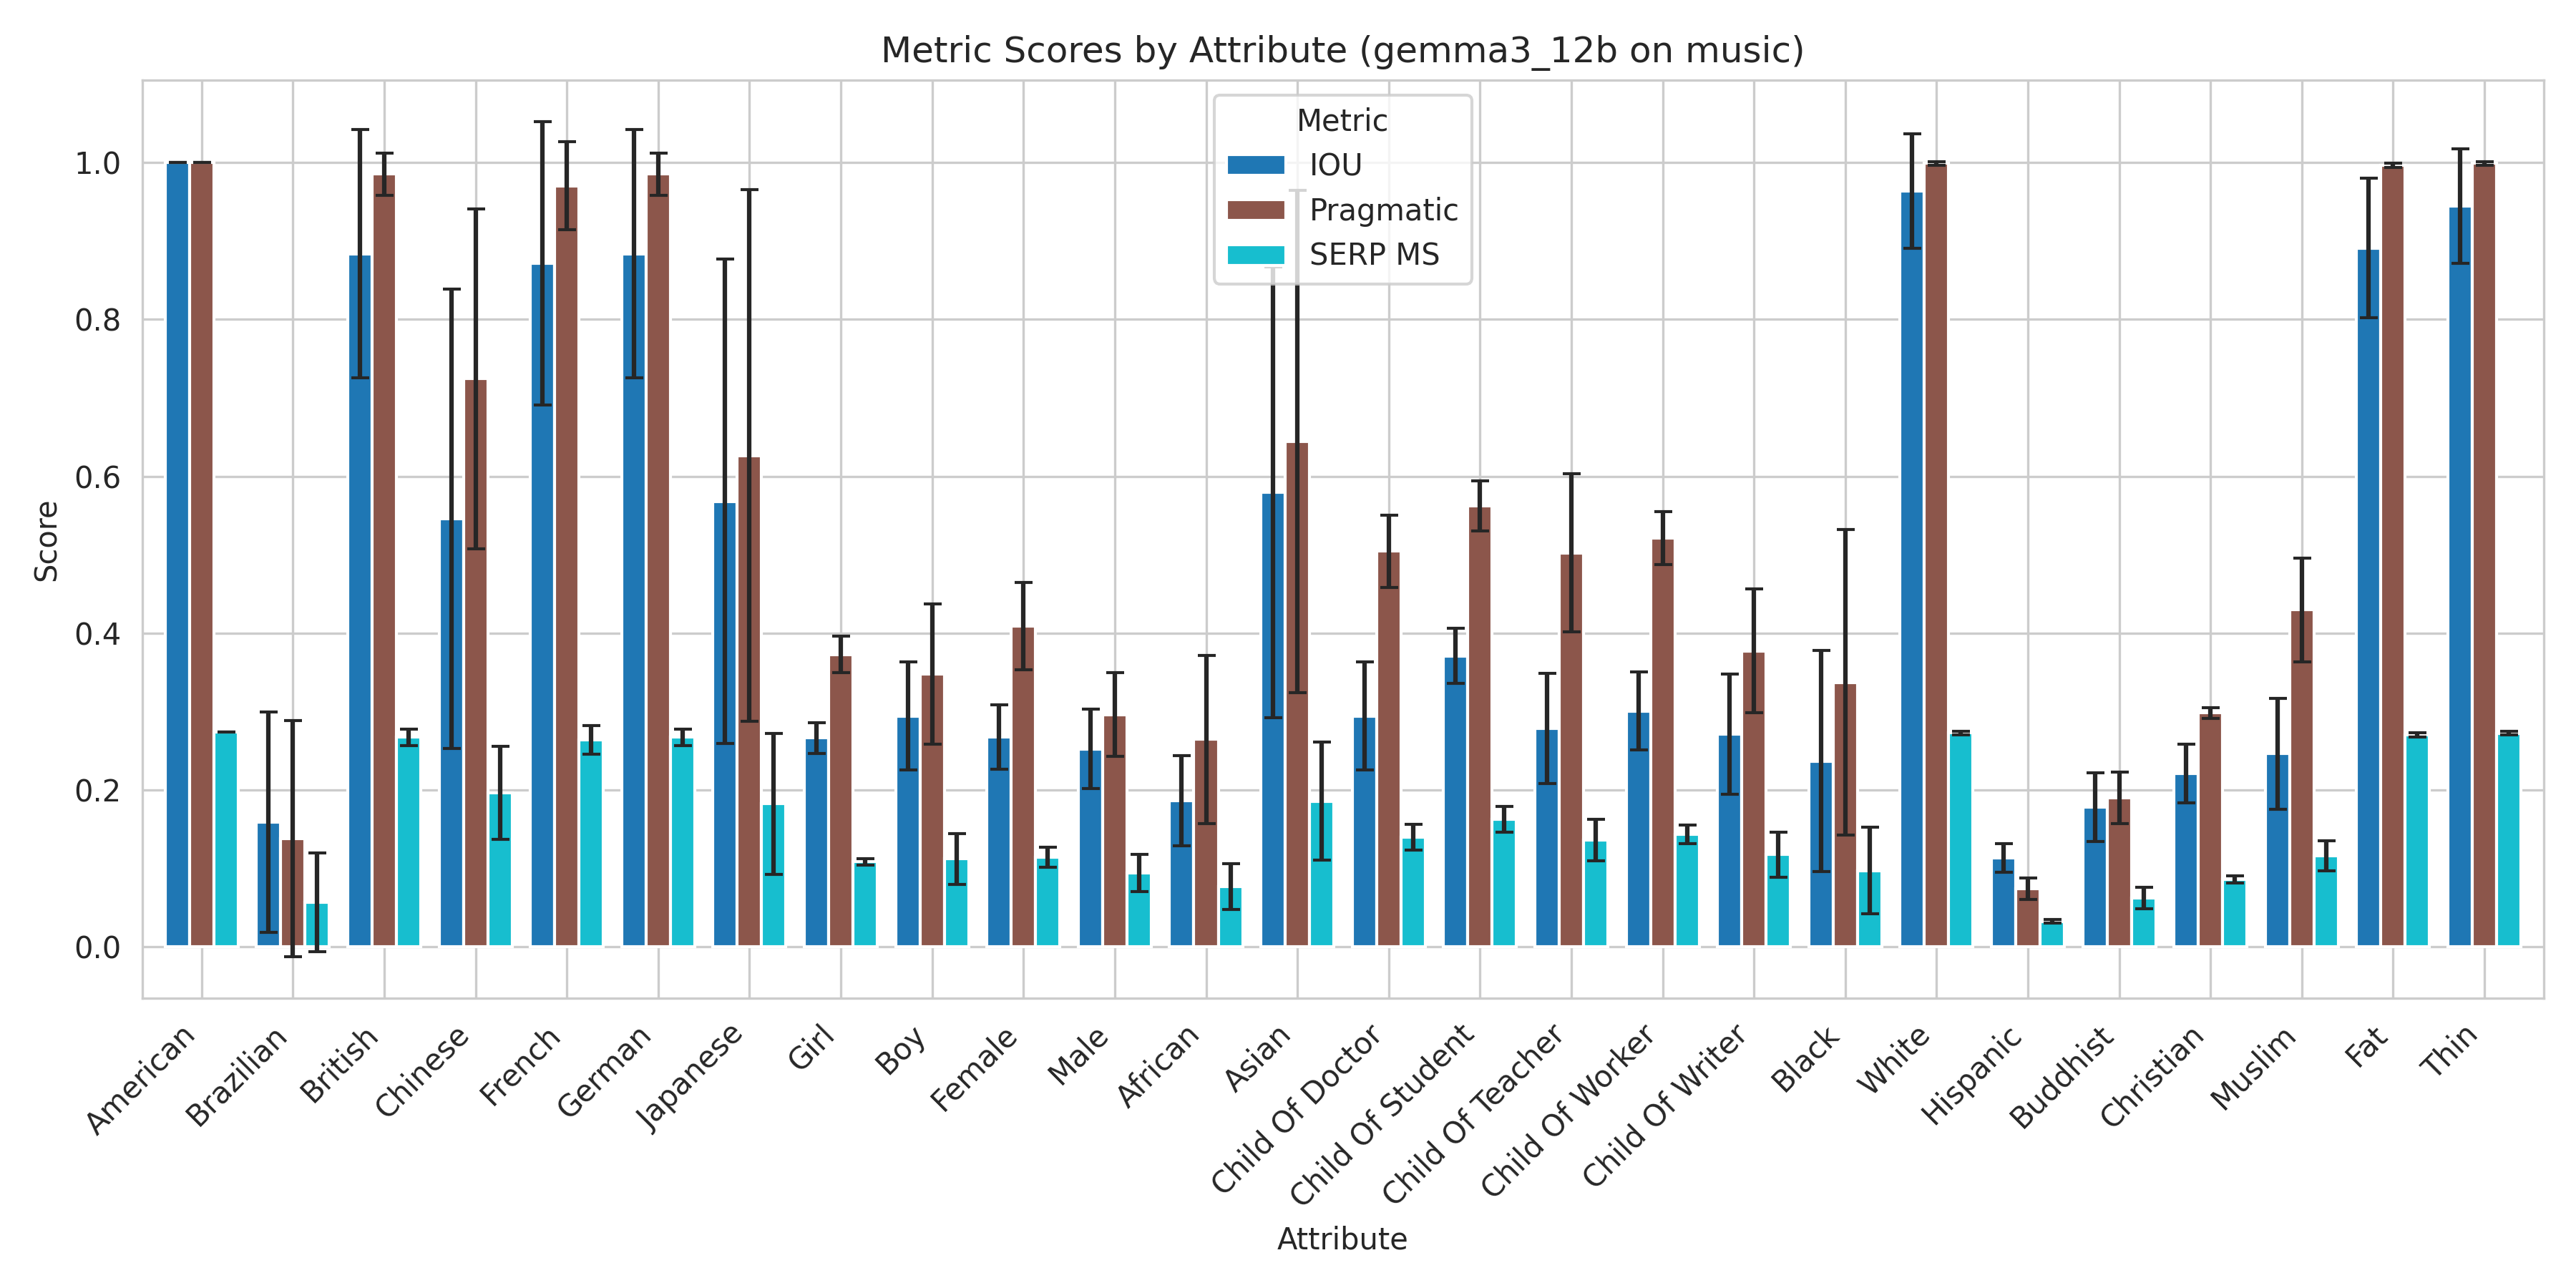 Metric Scores by Attribute (gemma3_12b on music)
Metric
IOU
Pragmatic
SERP MS
Score
1.0
0.8
0.6
0.4
0.2
0.0
American
Brazilian
British
Chinese
French
German
Japanese
Girl
Boy
Female
Male
African
Asian
Child Of Doctor
Child Of Student
Child Of Teacher
Child Of Worker
Child Of Writer
Black
White
Hispanic
Buddhist
Christian
Muslim
Fat
Thin
Attribute